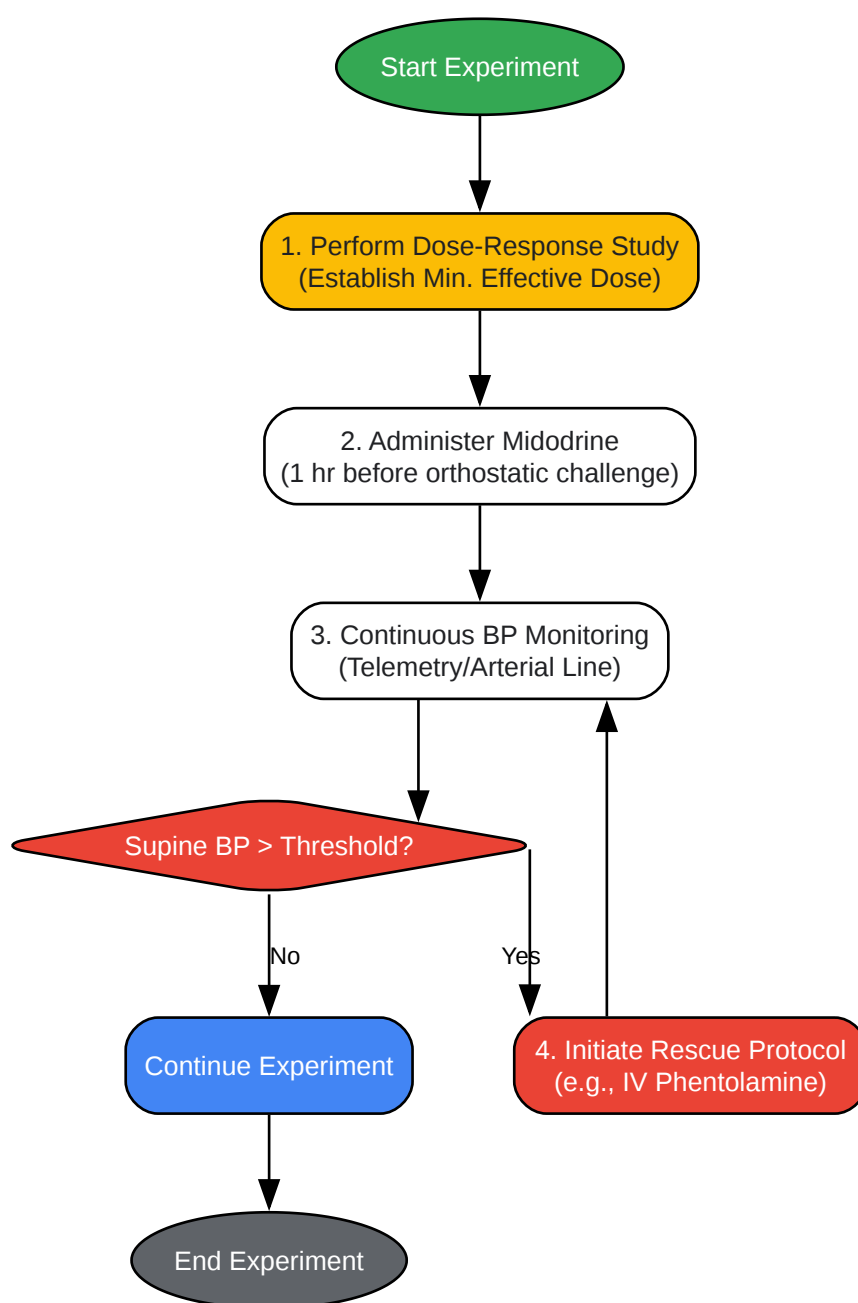 Start Experiment
1. Perform Dose-Response Study
(Establish Min. Effective Dose)
2. Administer Midodrine
(1 hr before orthostatic challenge)
3. Continuous BP Monitoring
(Telemetry/Arterial Line)
Supine BP > Threshold?
No
Yes
Continue Experiment
4. Initiate Rescue Protocol
(e.g., IV Phentolamine)
End Experiment